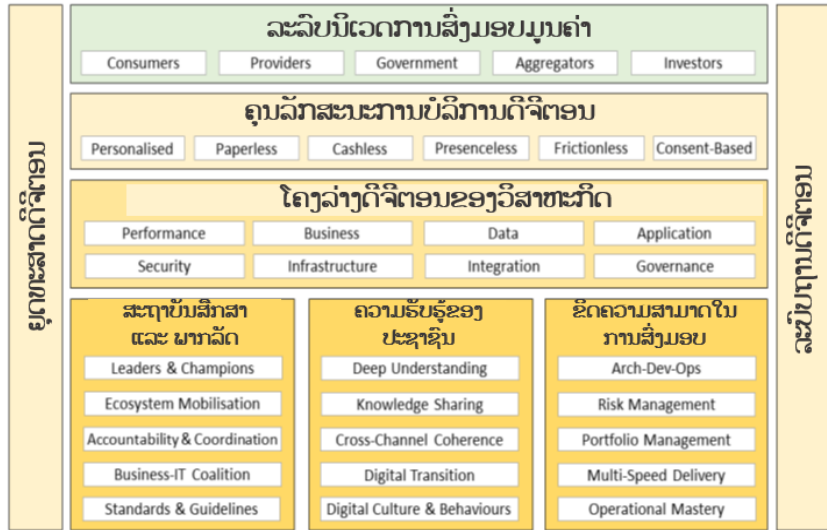 ລະລົບນິເວດການສົ່ງມອບມູນຄ່າ
Consumers
Providers
Government
Aggregators
Investors
ຄຸນລັກສະນະການບໍລິການດີຈີຕອນ
Personalised
Paperless
Cashless
Presenceless
Frictionless
Consent-Based
ໂຄງລ່າງດີຈີຕອນຂອງວິສາຫະກິດ
Performance
Business
Data
Application
Security
Infrastructure
Integration
Governance
ສະຖາບັນສຶກສາ
ແລະ ພາກລັດ
Leaders & Champions
Ecosystem Mobilisation
Accountability & Coordination
Business-IT Coalition
Standards & Guidelines
ຄວາມຮັບຮູ້ຂອງ
ປະຊາຊົນ
Deep Understanding
Knowledge Sharing
Cross-Channel Coherence
Digital Transition
Digital Culture & Behaviours
ຂີດຄວາມສາມາດໃນ
ການສົ່ງມອບ
Arch-Dev-Ops
Risk Management
Portfolio Management
Multi-Speed Delivery
Operational Mastery
ຍຸດທະສາດດີຈີຕອນ
ລະບົບຖານດີຈີຕອນ